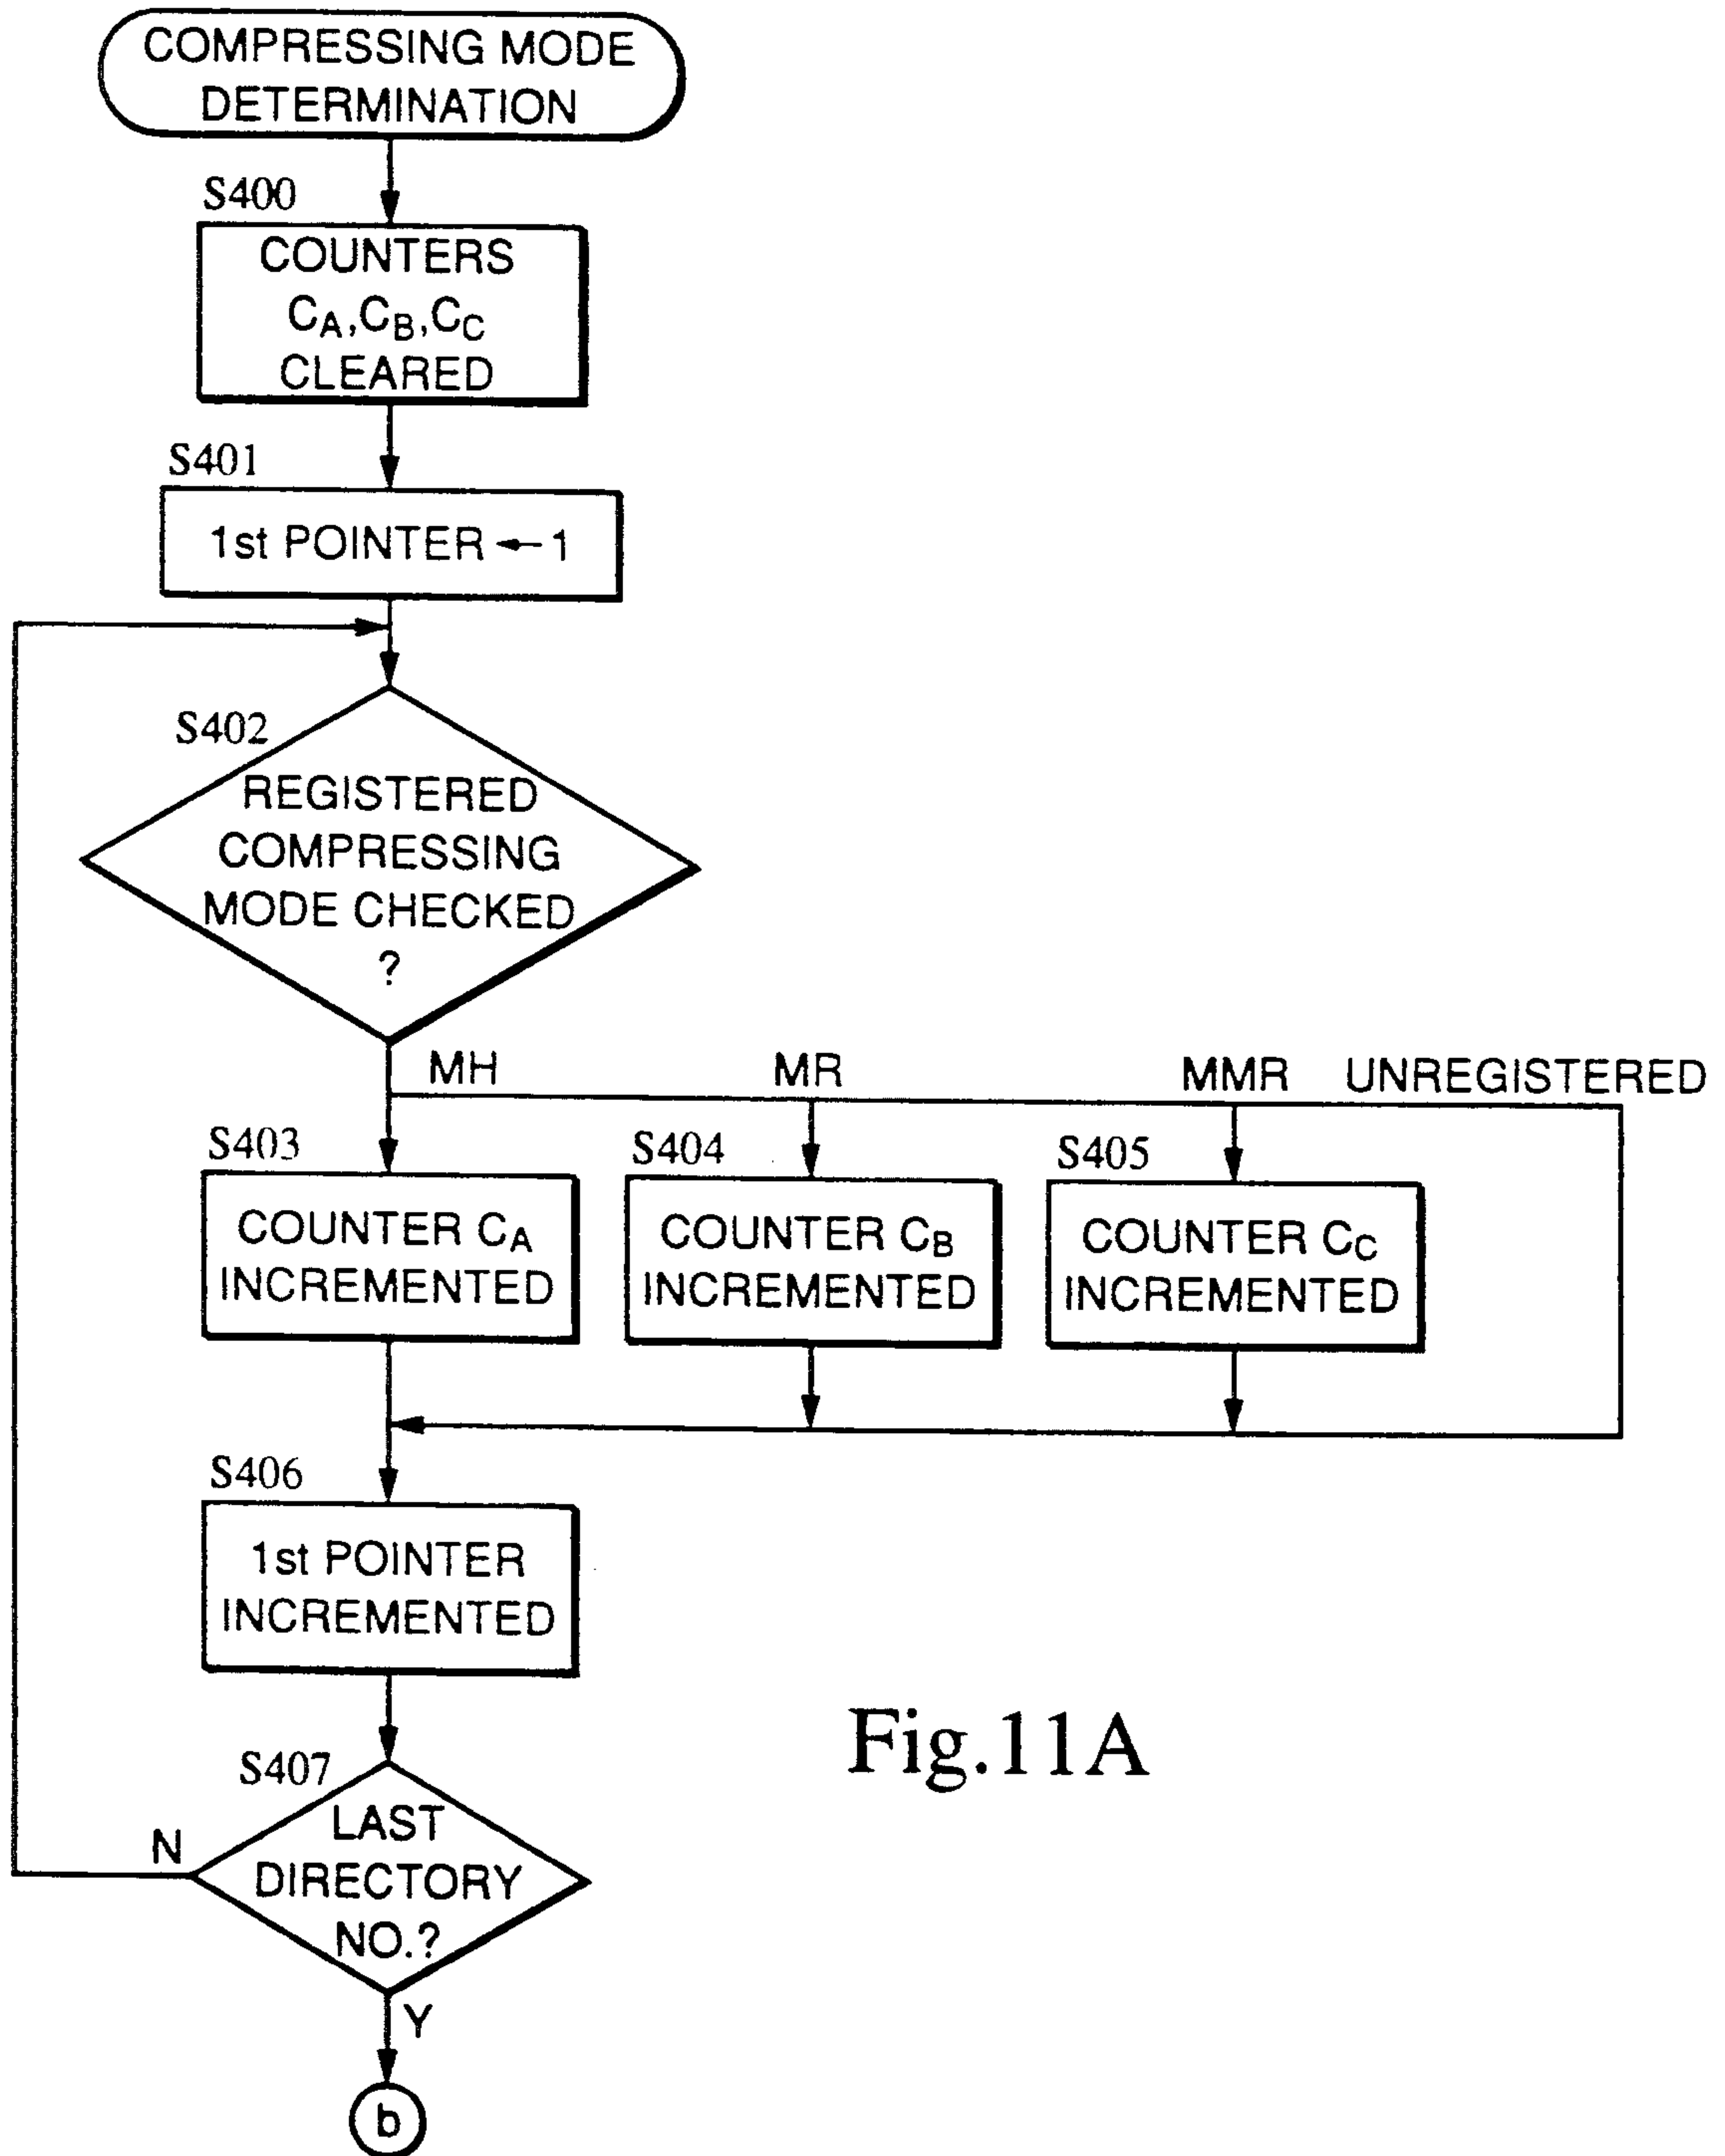 COMPRESSING MODE
DETERMINATION
S400
COUNTERS
CA,CB,CC
CLEARED
S401
1st POINTER ← 1
S402
REGISTERED
COMPRESSING
MODE CHECKED
?
MH MR MMR UNREGISTERED
S403
COUNTER CA
INCREMENTED
S404
COUNTER CB
INCREMENTED
S405
COUNTER CC
INCREMENTED
S406
1st POINTER
INCREMENTED
S407
LAST
DIRECTORY
NO.?
N
Y
b
Fig.11A